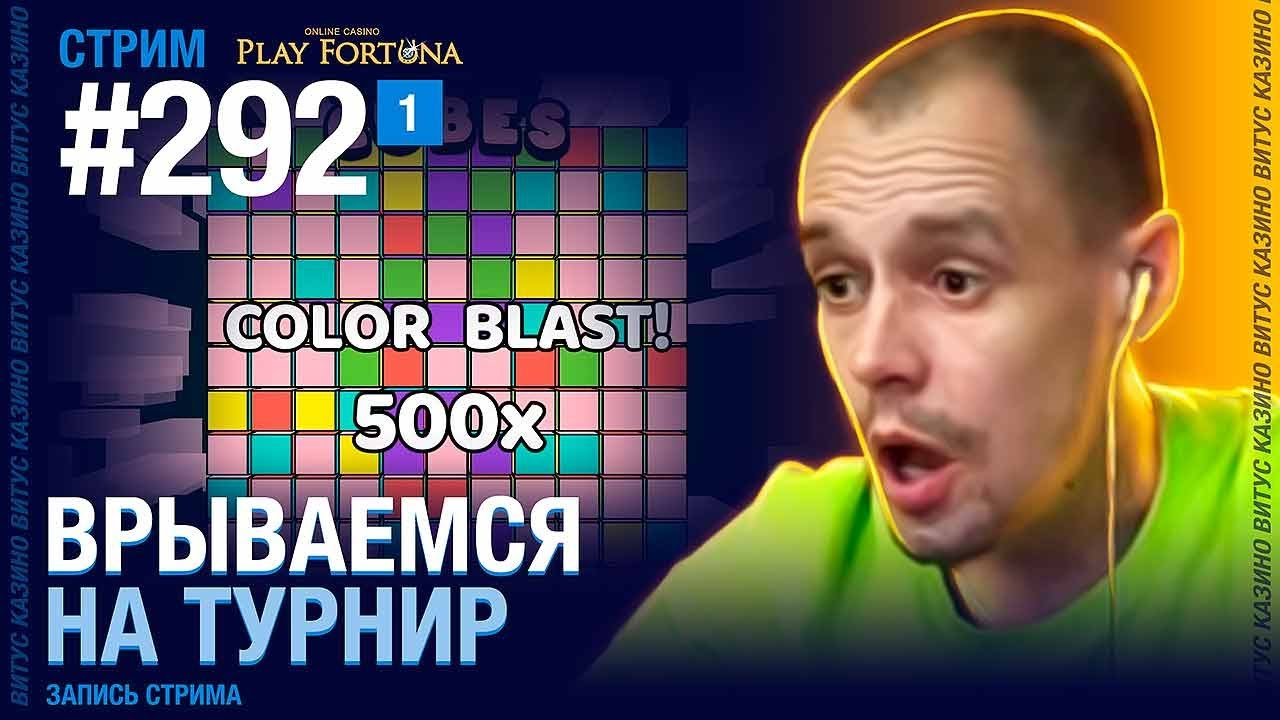 СТРИМ
ONLINE CASINO
PLAY FORTUNA
#292
1
CUBES
COLOR BLAST!
500x
ВРЫВАЕМСЯ
НА ТУРНИР
ЗАПИСЬ СТРИМА
ВИТУС КАЗИНО ВИТУС КАЗИНО ВИТУС КАЗИНО ВИТУС КАЗИНО
ВИТУС КАЗИНО ВИТУС КАЗИНО ВИТУС КАЗИНО ВИТУС КАЗИНО